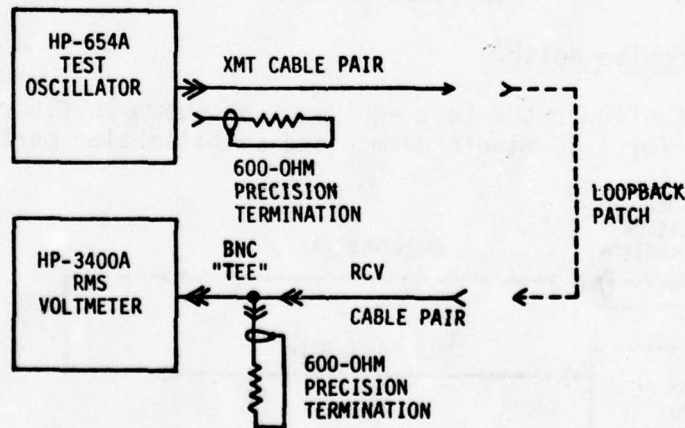 HP-654A
TEST
OSCILLATOR
XMT CABLE PAIR
600-OHM
PRECISION
TERMINATION
LOOPBACK
PATCH
HP-3400A
RMS
VOLTMETER
BNC
"TEE"
RCV
CABLE PAIR
600-OHM
PRECISION
TERMINATION